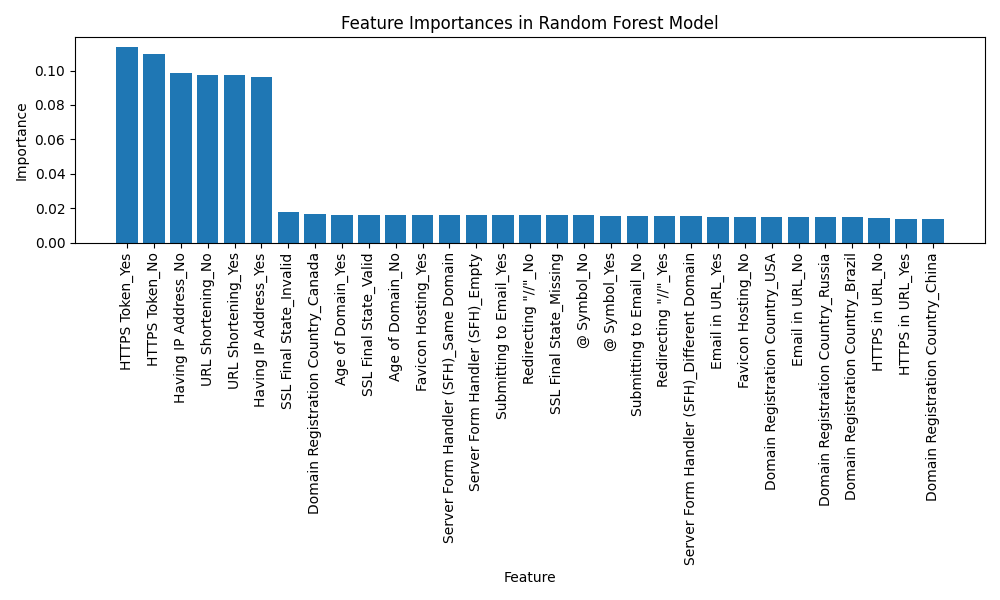 Feature Importances in Random Forest Model
Importance
0.10
0.08
0.06
0.04
0.02
0.00
HTTPS Token_Yes
HTTPS Token_No
Having IP Address_No
URL Shortening_No
URL Shortening_Yes
Having IP Address_Yes
SSL Final State_Invalid
Domain Registration Country_Canada
Age of Domain_Yes
SSL Final State_Valid
Age of Domain_No
Favicon Hosting_Yes
Server Form Handler (SFH)_Same Domain
Server Form Handler (SFH)_Empty
Submitting to Email_Yes
Redirecting "//"_No
SSL Final State_Missing
@ Symbol_No
@ Symbol_Yes
Submitting to Email_No
Redirecting "//"_Yes
Server Form Handler (SFH)_Different Domain
Email in URL_Yes
Favicon Hosting_No
Domain Registration Country_USA
Email in URL_No
Domain Registration Country_Russia
Domain Registration Country_Brazil
HTTPS in URL_No
HTTPS in URL_Yes
Domain Registration Country_China
Feature